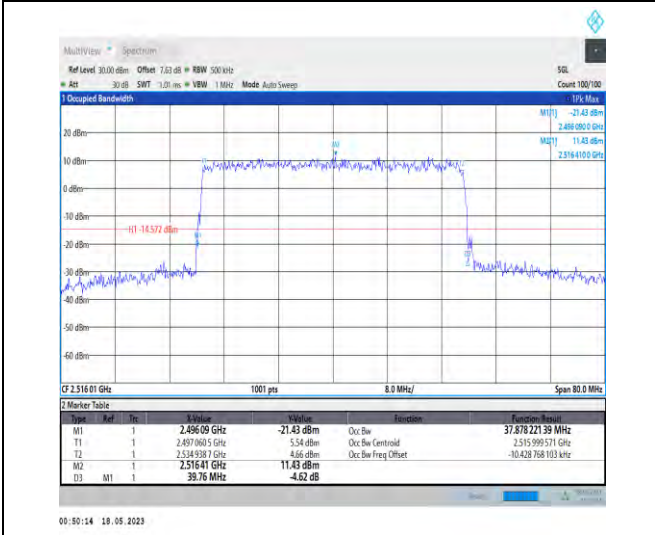 MultiView Spectrum
Ref Level 30.00 dBm Offset 7.63 dB RBW 500 kHz SGL
Att 30 dB SWT 1.01 ms VBW 1 MHz Mode Auto Sweep Count 100/100
1 Occupied Bandwidth 1Pk Max
M1[1] -21.43 dBm
2.496 090 0 GHz
M2[1] 11.43 dBm
2.516 410 0 GHz
20 dBm
10 dBm
0 dBm
-10 dBm
H1 -14.572 dBm
-20 dBm
-30 dBm
-40 dBm
-50 dBm
-60 dBm
CF 2.516 01 GHz 1001 pts 8.0 MHz/ Span 80.0 MHz
2 Marker Table
Type Ref Trc X-Value Y-Value Function Function Result
M1 1 2.496 09 GHz -21.43 dBm Occ Bw 37.878 221 39 MHz
T1 1 2.497 060 5 GHz 5.54 dBm Occ Bw Centroid 2.515 999 571 GHz
T2 1 2.534 938 7 GHz 4.66 dBm Occ Bw Freq Offset -10.428 768 103 kHz
M2 1 2.516 41 GHz 11.43 dBm
D3 M1 1 39.76 MHz -4.62 dB
00:50:14 18.05.2023